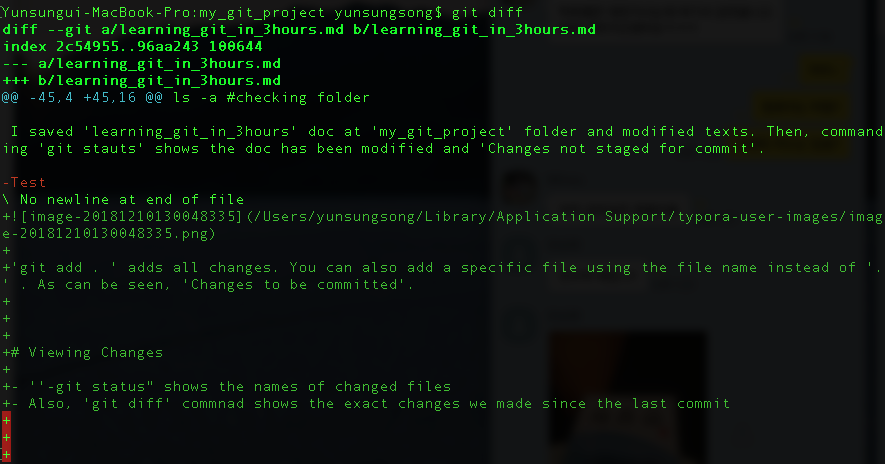 Yunsungui-MacBook-Pro:my_git_project yunsungsong$ git diff
diff --git a/learning_git_in_3hours.md b/learning_git_in_3hours.md
index 2c54955..96aa243 100644
--- a/learning_git_in_3hours.md
+++ b/learning_git_in_3hours.md
@@ -45,4 +45,16 @@ ls -a #checking folder
 I saved 'learning_git_in_3hours' doc at 'my_git_project' folder and modified texts. Then, command
ing 'git stauts' shows the doc has been modified and 'Changes not staged for commit'.
-Test
\ No newline at end of file
+![image-20181210130048335](/Users/yunsungsong/Library/Application Support/typora-user-images/imag
e-20181210130048335.png)
+
+'git add . ' adds all changes. You can also add a specific file using the file name instead of '.
' . As can be seen, 'Changes to be committed'.
+
+
+
+# Viewing Changes
+
+- ''-git status" shows the names of changed files
+- Also, 'git diff' commnad shows the exact changes we made since the last commit
+
+
+